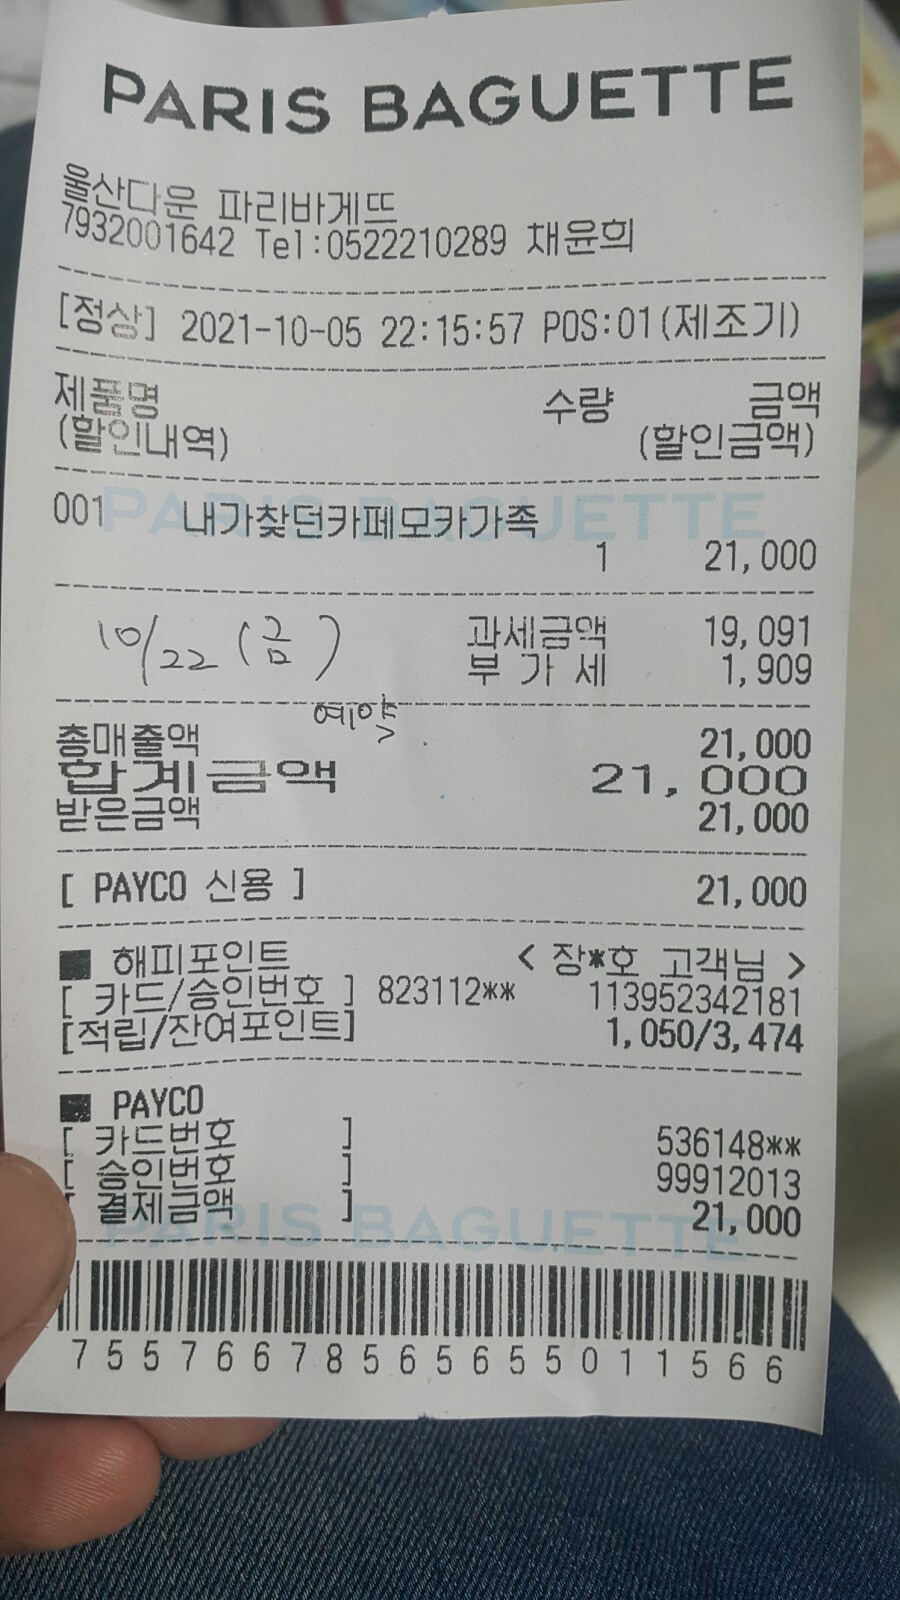 PARIS BAGUETTE
울산다운 파리바게뜨
7932001642 Tel:0522210289 채윤희
[정상] 2021-10-05 22:15:57 POS:01(제조기)
제품명 수량 금액
(할인내역) (할인금액)
PARIS BAGUETTE
001 내가찾던카페모카가족
1 21,000
과세금액 19,091
10/22 (금)
부 가 세 1,909
예약
총매출액 21,000
합계금액 21,000
받은금액 21,000
[ PAYCO 신용 ] 21,000
■ 해피포인트 < 장*호 고객님 >
[ 카드/승인번호 ] 823112** 113952342181
[적립/잔여포인트] 1,050/3,474
■ PAYCO
[ 카드번호 ] 536148**
[ 승인번호 ] 99912013
[ 결제금액 ] 21,000
PARIS BAGUETTE
75576678565655011566